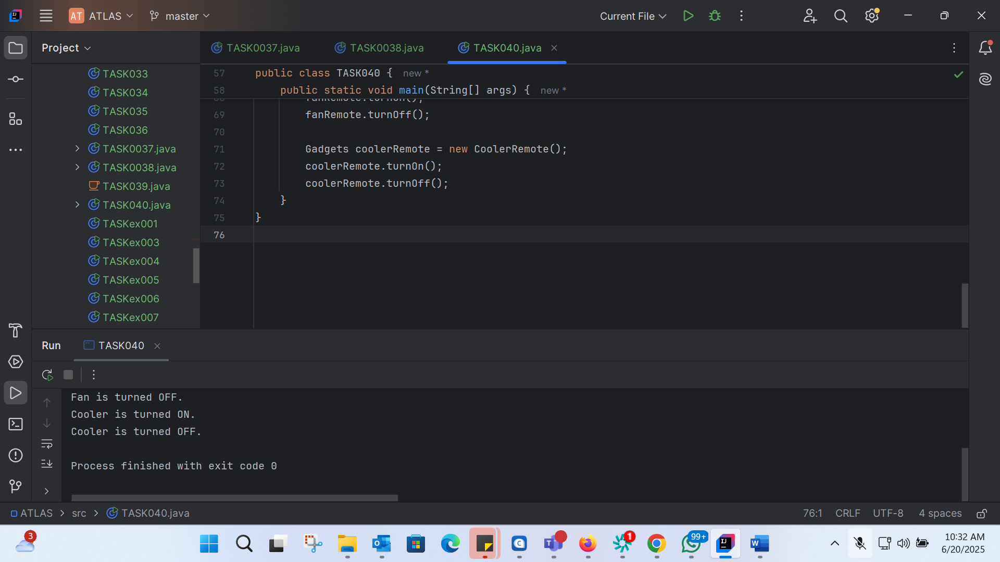 AT ATLAS master Current File
Project
TASK0037.java TASK0038.java TASK040.java
TASK033
TASK034
TASK035
TASK036
TASK0037.java
TASK0038.java
TASK039.java
TASK040.java
TASKex001
TASKex003
TASKex004
TASKex005
TASKex006
TASKex007
57 public class TASK040 { new *
58 public static void main(String[] args) { new *
69 fanRemote.turnOff();
70
71 Gadgets coolerRemote = new CoolerRemote();
72 coolerRemote.turnOn();
73 coolerRemote.turnOff();
74 }
75 }
76
Run TASK040
Fan is turned OFF.
Cooler is turned ON.
Cooler is turned OFF.
Process finished with exit code 0
ATLAS > src > TASK040.java 76:1 CRLF UTF-8 4 spaces
3 1 99+
10:32 AM
6/20/2025